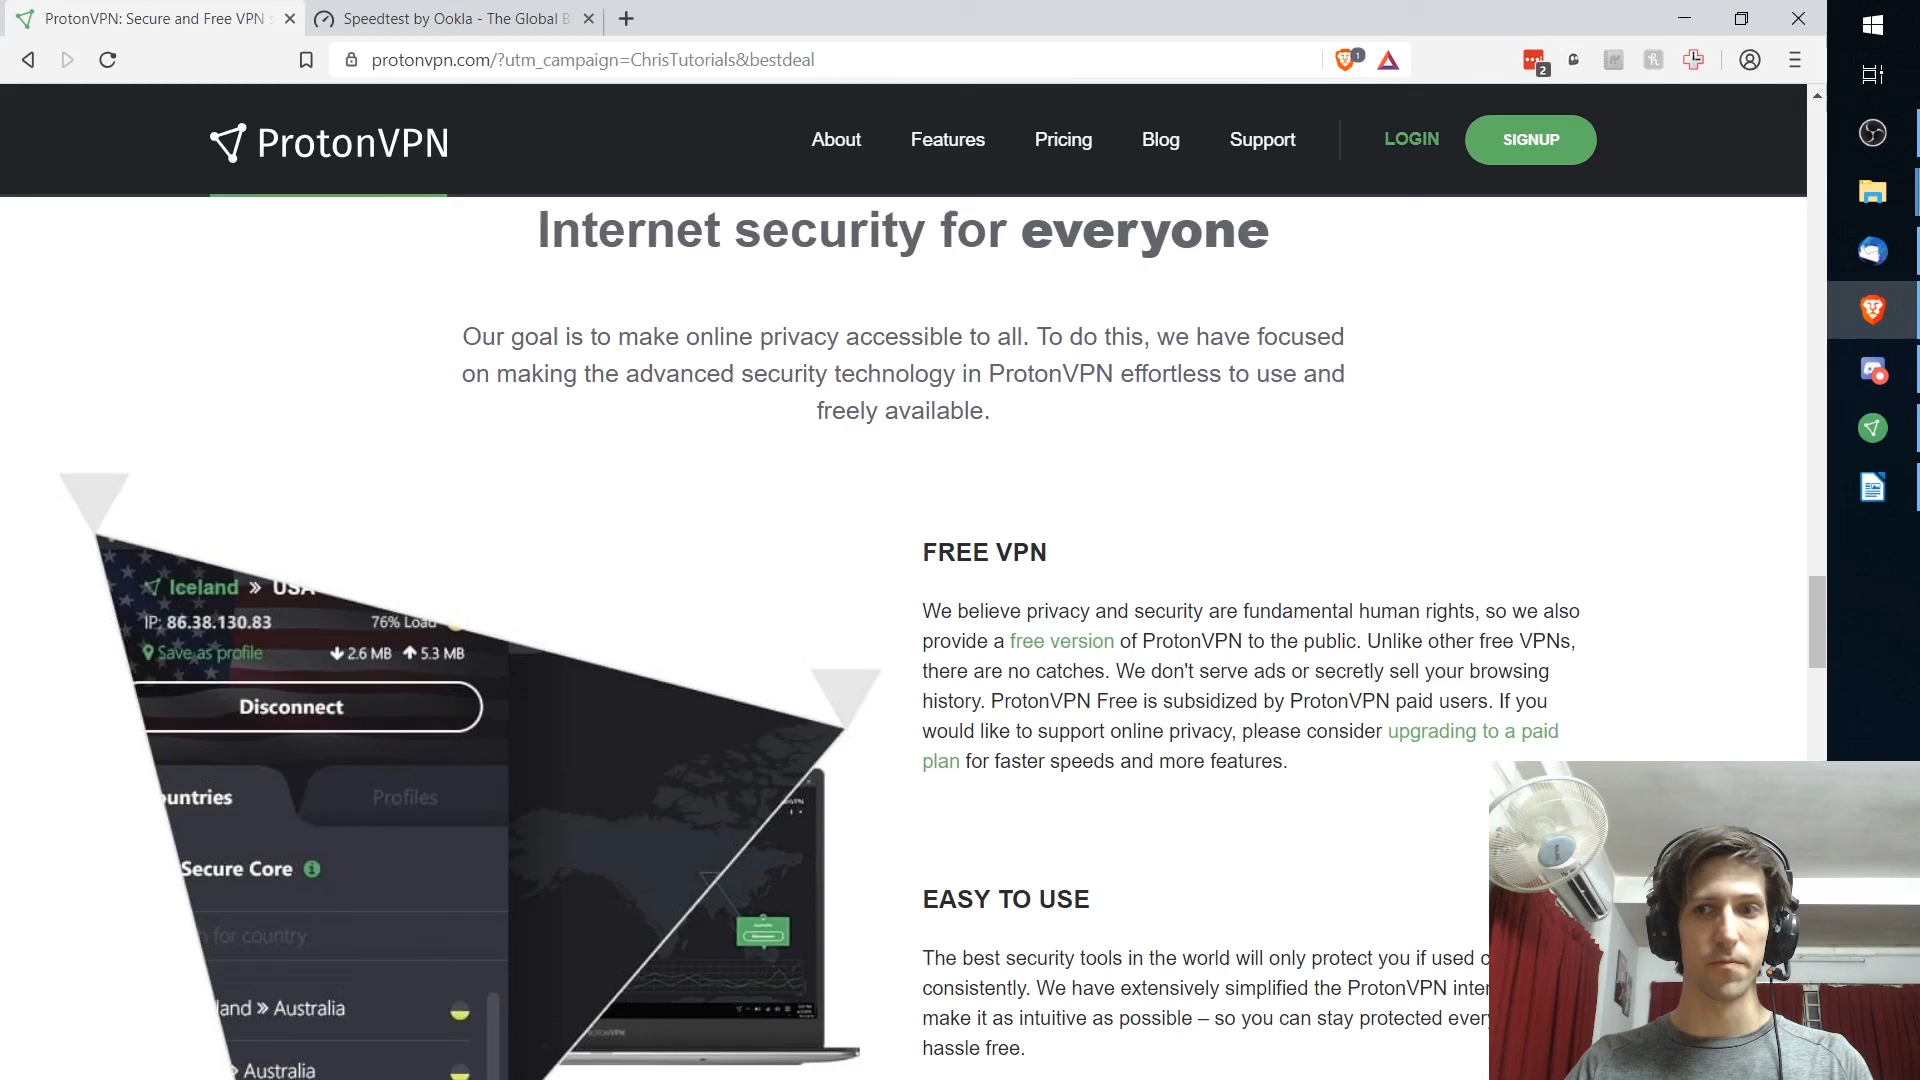 ProtonVPN: Secure and Free VPN s
Speedtest by Ookla - The Global B
protonvpn.com/?utm_campaign=ChrisTutorials&bestdeal
1
2
ProtonVPN
About
Features
Pricing
Blog
Support
LOGIN
SIGNUP
Internet security for everyone
Our goal is to make online privacy accessible to all. To do this, we have focused
on making the advanced security technology in ProtonVPN effortless to use and
freely available.
Iceland » USA
IP: 86.38.130.83
76% Load
Save as profile
2.6 MB
5.3 MB
Disconnect
ountries
Profiles
Secure Core
for country
land » Australia
» Australia
FREE VPN
We believe privacy and security are fundamental human rights, so we also
provide a free version of ProtonVPN to the public. Unlike other free VPNs,
there are no catches. We don't serve ads or secretly sell your browsing
history. ProtonVPN Free is subsidized by ProtonVPN paid users. If you
would like to support online privacy, please consider upgrading to a paid
plan for faster speeds and more features.
EASY TO USE
The best security tools in the world will only protect you if used c
consistently. We have extensively simplified the ProtonVPN inter
make it as intuitive as possible – so you can stay protected every
hassle free.